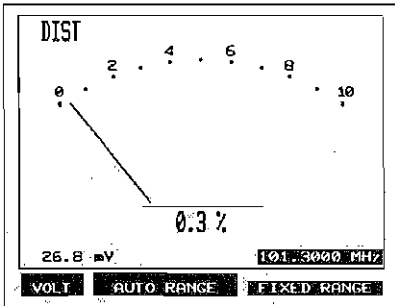 DIST
0 2 4 6 8 10
0.3 %
26.8 mV 101.3000 MHz
VOLT AUTO RANGE FIXED RANGE